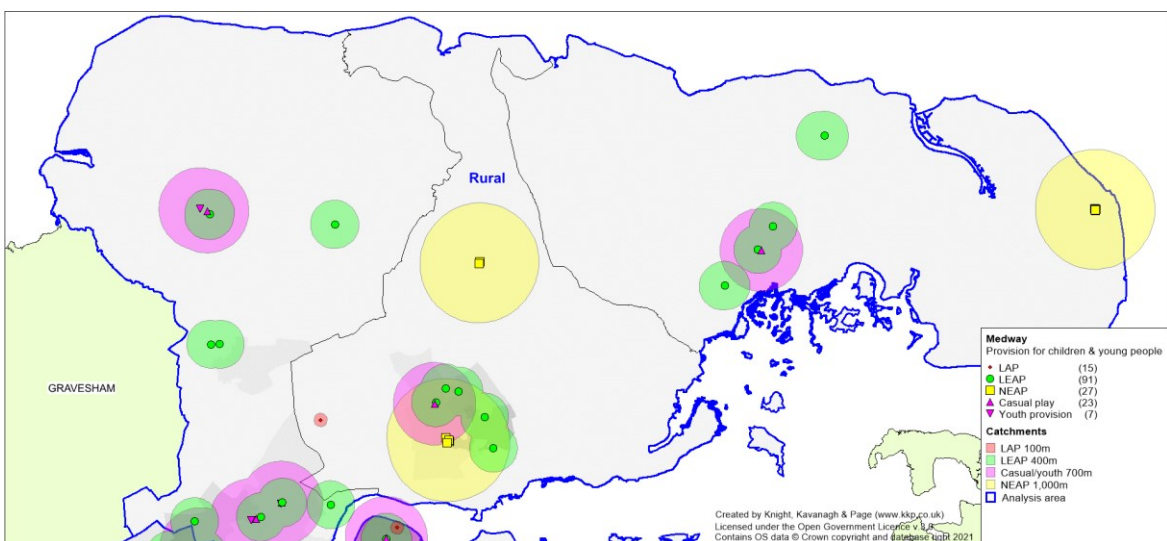 Rural
GRAVESHAM
Medway
Provision for children & young people
LAP (15)
LEAP (91)
NEAP (27)
Casual play (23)
Youth provision (7)
Catchments
LAP 100m
LEAP 400m
Casual/youth 700m
NEAP 1,000m
Analysis area
Created by Knight, Kavanagh & Page (www.kkp.co.uk)
Licensed under the Open Government Licence v.3.0
Contains OS data © Crown copyright and database right 2021